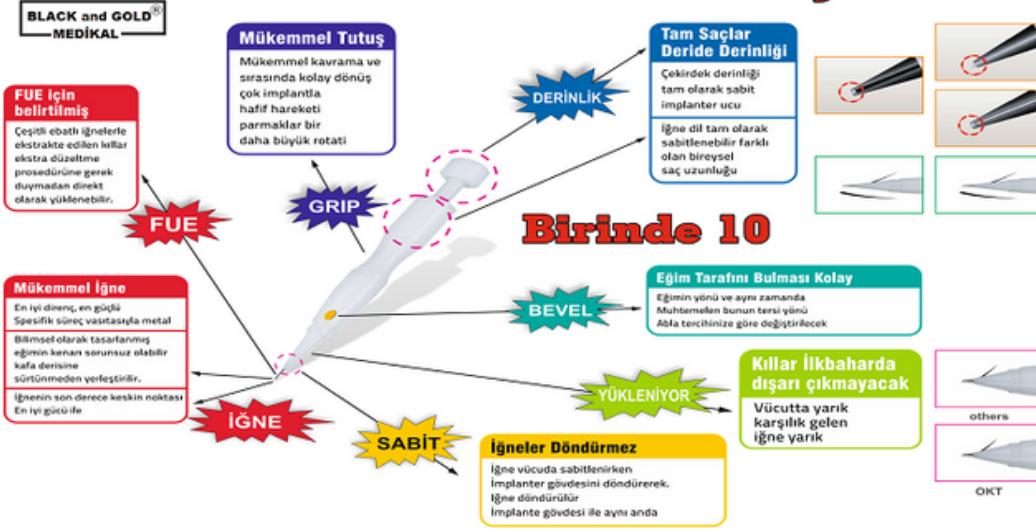 BLACK and GOLD®
MEDİKAL
Mükemmel Tutuş
Mükemmel kavrama ve
sırasında kolay dönüş
çok implantla
hafif hareketi
parmaklar bir
daha büyük rotati
Tam Saçlar
Deride Derinliği
Çekirdek derinliği
tam olarak sabit
implanter ucu
İğne dil tam olarak
sabitlenebilir farklı
olan bireysel
saç uzunluğu
DERİNLİK
FUE için
belirtilmiş
Çeşitli ebatlı iğnelerle
ekstrakte edilen kıllar
ekstra düzeltme
prosedürüne gerek
duymadan direkt
olarak yüklenebilir.
FUE
GRIP
Birinde 10
Mükemmel İğne
En iyi direnç, en güçlü
Spesifik süreç vasıtasıyla metal
Bilimsel olarak tasarlanmış
eğimin kenarı sorunsuz olabilir
kafa derisine
sürtünmeden yerleştirilir.
İğnenin son derece keskin noktası
En iyi gücü ile
İĞNE
BEVEL
Eğim Tarafını Bulması Kolay
Eğimin yönü ve aynı zamanda
Muhtemelen bunun tersi yönü
Abla tercihinize göre değiştirilecek
YÜKLENİYOR
Kıllar İlkbaharda
dışarı çıkmayacak
Vücutta yarık
karşılık gelen
iğne yarık
SABİT
İğneler Döndürmez
İğne vücuda sabitlenirken
İmplanter gövdesini döndürerek.
İğne döndürülür
İmplante gövdesi ile aynı anda
others
OKT